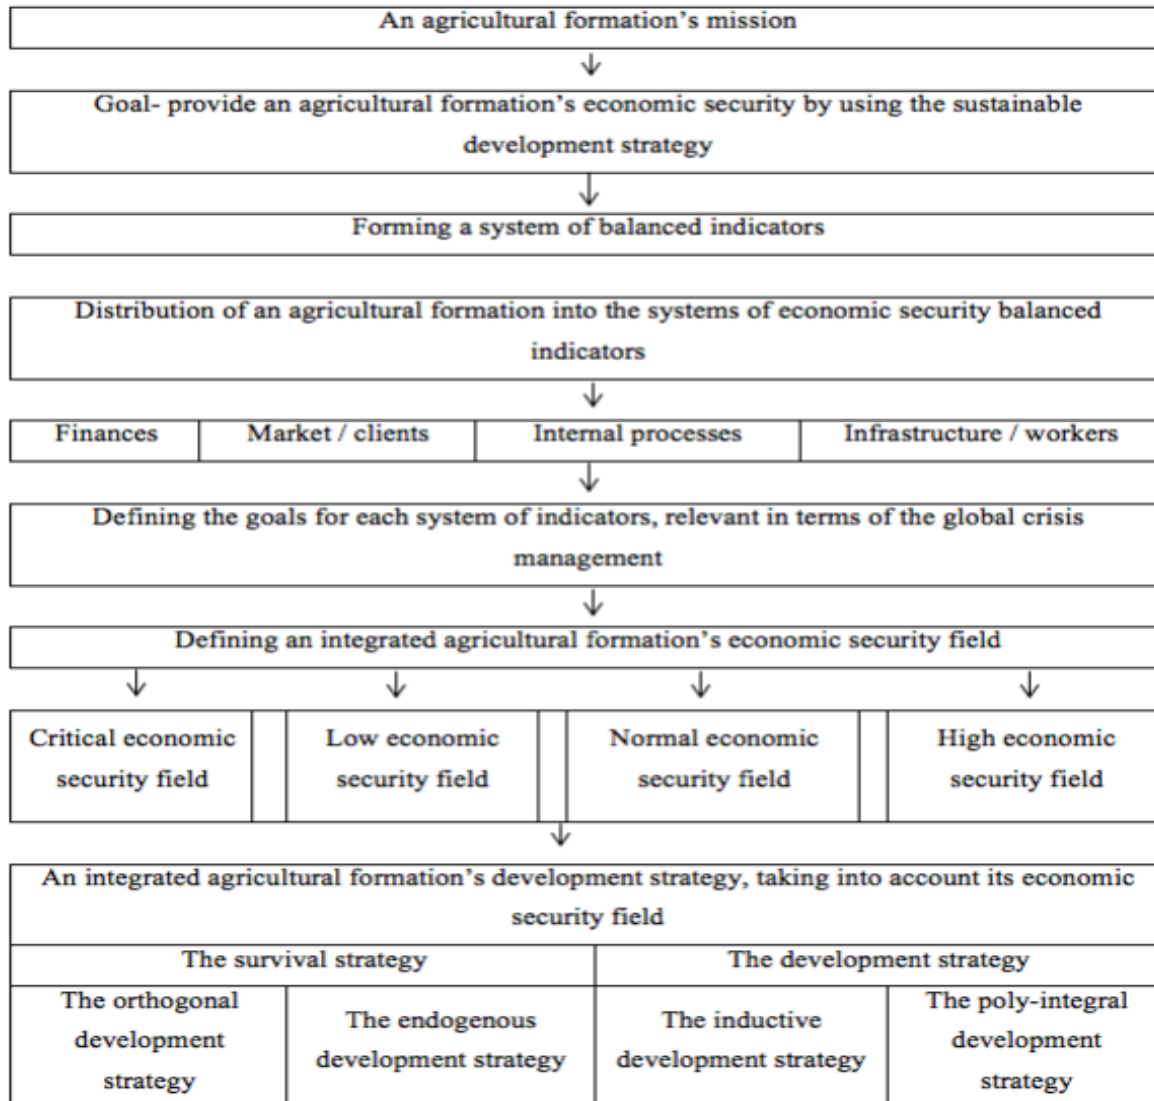 An agricultural formation’s mission
Goal- provide an agricultural formation’s economic security by using the sustainable
development strategy
Forming a system of balanced indicators
Distribution of an agricultural formation into the systems of economic security balanced
indicators
Finances
Market / clients
Internal processes
Infrastructure / workers
Defining the goals for each system of indicators, relevant in terms of the global crisis
management
Defining an integrated agricultural formation’s economic security field
Critical economic
security field
Low economic
security field
Normal economic
security field
High economic
security field
An integrated agricultural formation’s development strategy, taking into account its economic
security field
The survival strategy
The development strategy
The orthogonal
development
strategy
The endogenous
development strategy
The inductive
development strategy
The poly-integral
development
strategy